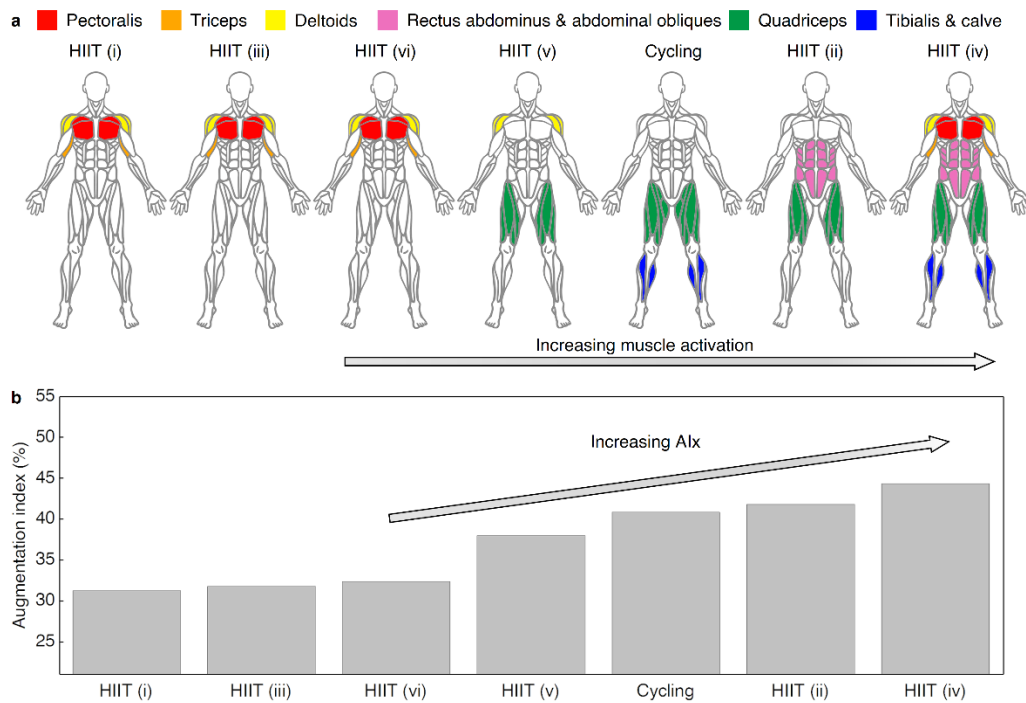 a Pectoralis Triceps Deltoids Rectus abdominus & abdominal obliques Quadriceps Tibialis & calve
HIIT (i) HIIT (iii) HIIT (vi) HIIT (v) Cycling HIIT (ii) HIIT (iv)
Increasing muscle activation
b
Augmentation index (%)
55
50
45
40
35
30
25
Increasing AIx
HIIT (i) HIIT (iii) HIIT (vi) HIIT (v) Cycling HIIT (ii) HIIT (iv)